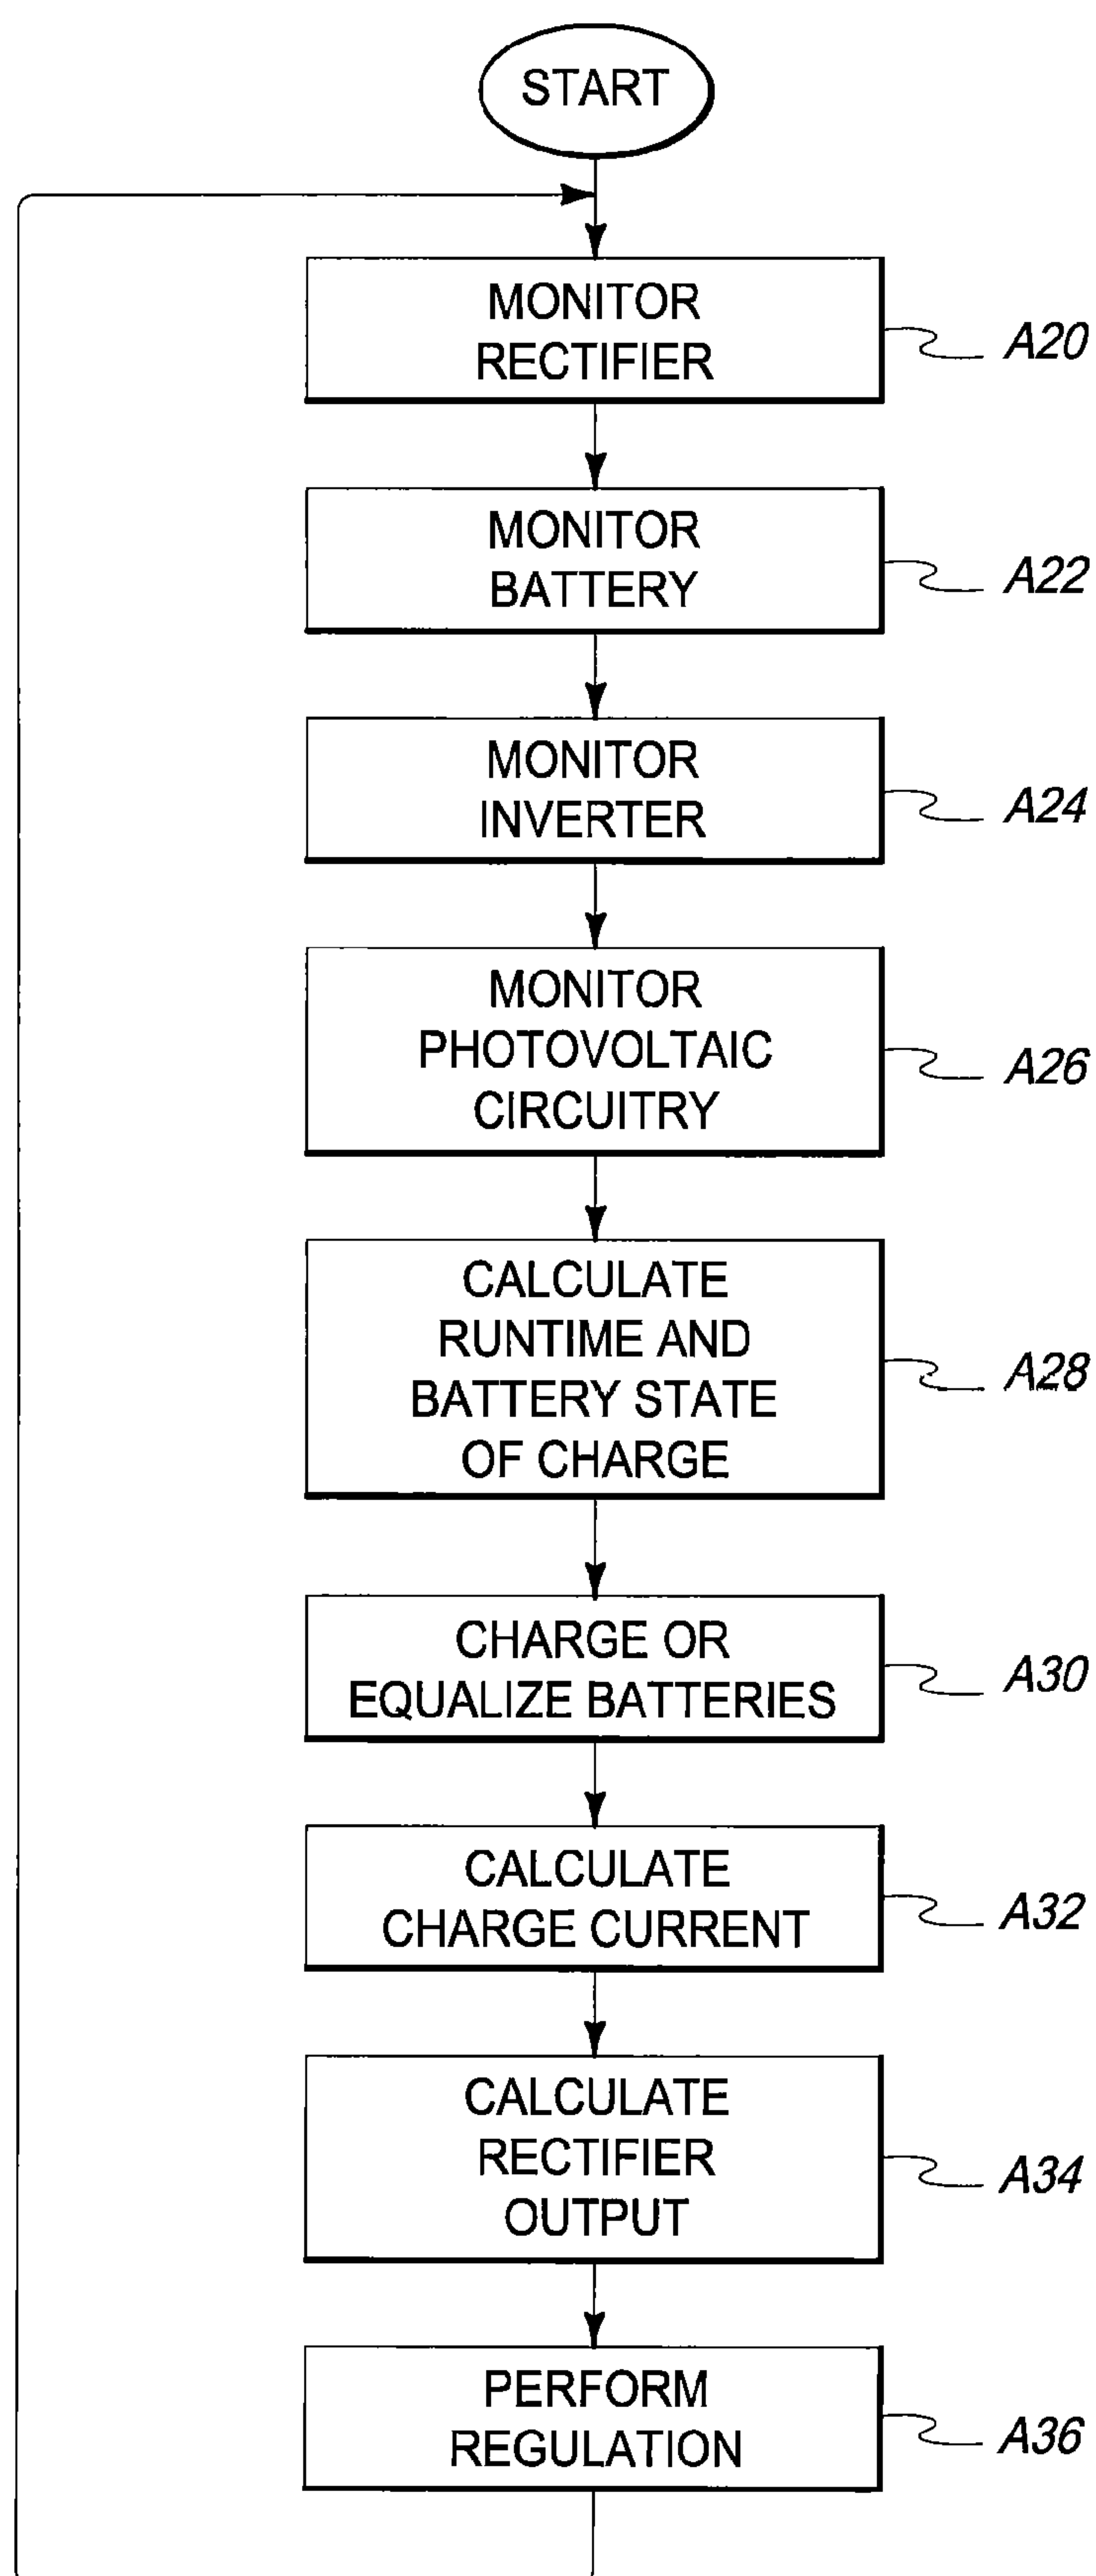 START
MONITOR
RECTIFIER
A20
MONITOR
BATTERY
A22
MONITOR
INVERTER
A24
MONITOR
PHOTOVOLTAIC
CIRCUITRY
A26
CALCULATE
RUNTIME AND
BATTERY STATE
OF CHARGE
A28
CHARGE OR
EQUALIZE BATTERIES
A30
CALCULATE
CHARGE CURRENT
A32
CALCULATE
RECTIFIER
OUTPUT
A34
PERFORM
REGULATION
A36